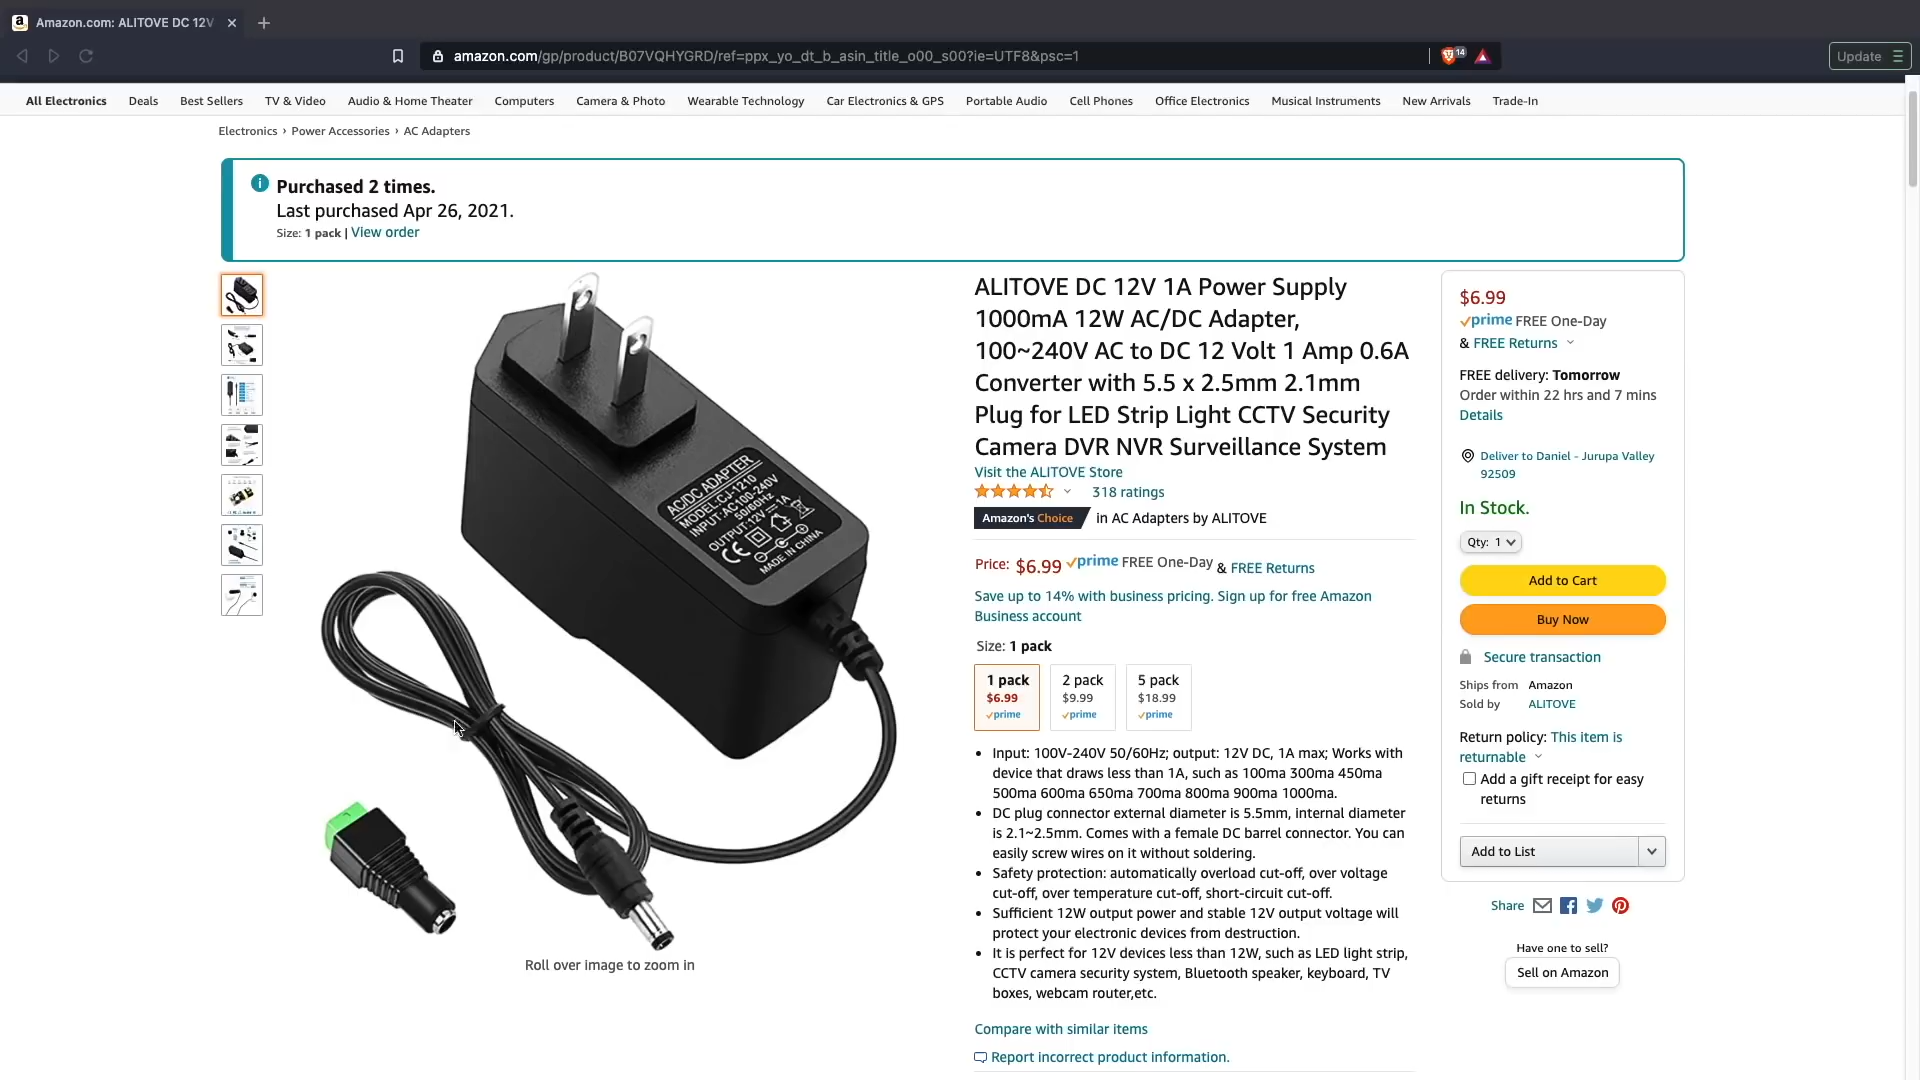 Amazon.com: ALITOVE DC 12V
amazon.com/gp/product/B07VQHYGRD/ref=ppx_yo_dt_b_asin_title_o00_s00?ie=UTF8&psc=1
14
Update
All Electronics Deals Best Sellers TV & Video Audio & Home Theater Computers Camera & Photo Wearable Technology Car Electronics & GPS Portable Audio Cell Phones Office Electronics Musical Instruments New Arrivals Trade-In
Electronics › Power Accessories › AC Adapters
Purchased 2 times.
Last purchased Apr 26, 2021.
Size: 1 pack | View order
AC/DC ADAPTER
MODEL:CJ-1210
INPUT:AC100-240V
50/60Hz
OUTPUT:12V 1A
CE
MADE IN CHINA
Roll over image to zoom in
ALITOVE DC 12V 1A Power Supply
1000mA 12W AC/DC Adapter,
100~240V AC to DC 12 Volt 1 Amp 0.6A
Converter with 5.5 x 2.5mm 2.1mm
Plug for LED Strip Light CCTV Security
Camera DVR NVR Surveillance System
Visit the ALITOVE Store
318 ratings
Amazon's Choice in AC Adapters by ALITOVE
Price: $6.99 prime FREE One-Day & FREE Returns
Save up to 14% with business pricing. Sign up for free Amazon
Business account
Size: 1 pack
1 pack
$6.99
prime
2 pack
$9.99
prime
5 pack
$18.99
prime
• Input: 100V-240V 50/60Hz; output: 12V DC, 1A max; Works with
device that draws less than 1A, such as 100ma 300ma 450ma
500ma 600ma 650ma 700ma 800ma 900ma 1000ma.
• DC plug connector external diameter is 5.5mm, internal diameter
is 2.1~2.5mm. Comes with a female DC barrel connector. You can
easily screw wires on it without soldering.
• Safety protection: automatically overload cut-off, over voltage
cut-off, over temperature cut-off, short-circuit cut-off.
• Sufficient 12W output power and stable 12V output voltage will
protect your electronic devices from destruction.
• It is perfect for 12V devices less than 12W, such as LED light strip,
CCTV camera security system, Bluetooth speaker, keyboard, TV
boxes, webcam router,etc.
Compare with similar items
Report incorrect product information.
$6.99
prime FREE One-Day
& FREE Returns
FREE delivery: Tomorrow
Order within 22 hrs and 7 mins
Details
Deliver to Daniel - Jurupa Valley
92509
In Stock.
Qty: 1
Add to Cart
Buy Now
Secure transaction
Ships from Amazon
Sold by ALITOVE
Return policy: This item is
returnable
Add a gift receipt for easy
returns
Add to List
Share
Have one to sell?
Sell on Amazon